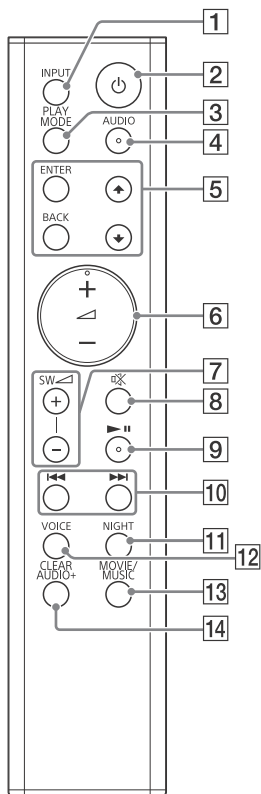 1
INPUT
2
PLAY
MODE
3
AUDIO
4
ENTER
5
BACK
+
6
−
7
SW
+
8
−
9
10
VOICE
NIGHT
11
12
CLEAR
AUDIO+
MOVIE/
MUSIC
13
14